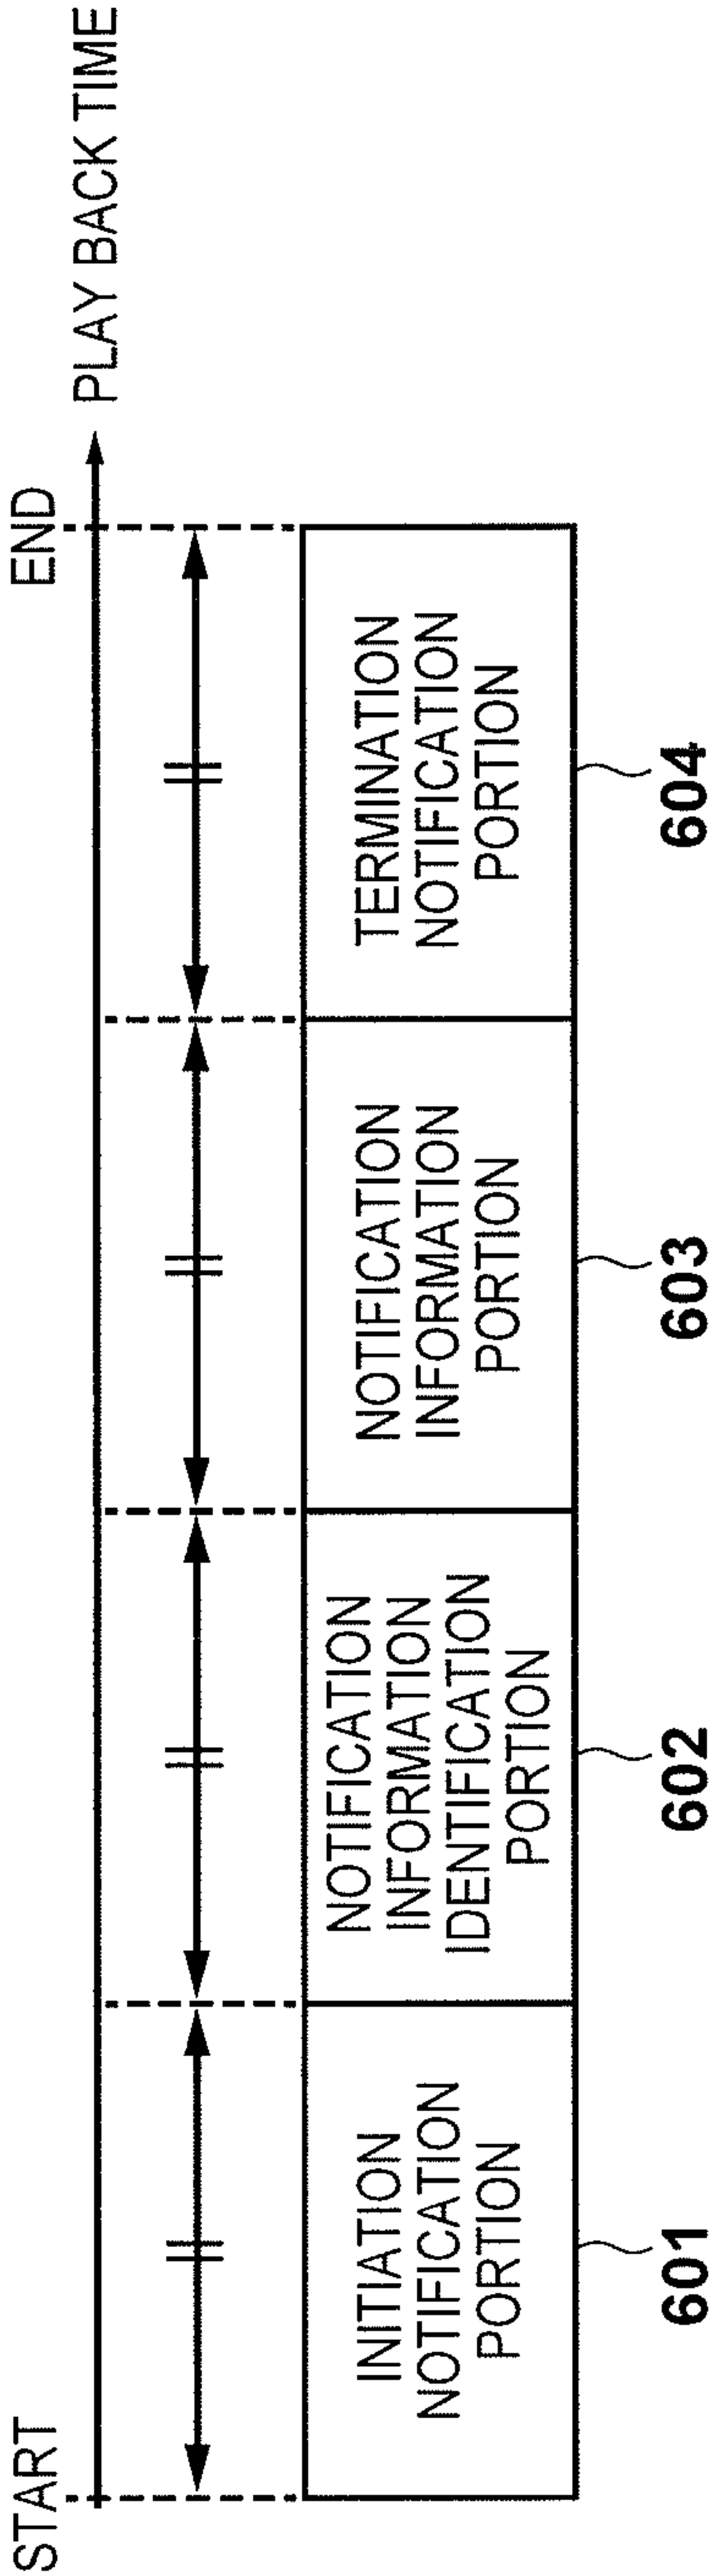 START
END
PLAY BACK TIME
INITIATION
NOTIFICATION
PORTION
NOTIFICATION
INFORMATION
IDENTIFICATION
PORTION
NOTIFICATION
INFORMATION
PORTION
TERMINATION
NOTIFICATION
PORTION
601
602
603
604